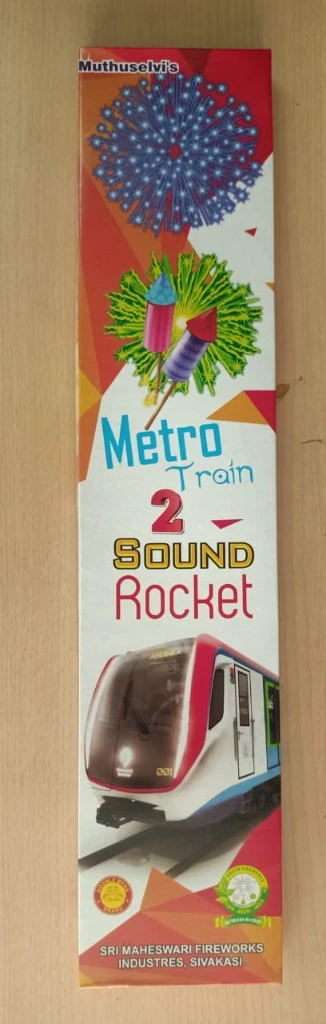 Muthuselvi's
Metro
Train
2
SOUND
Rocket
001
SRI MAHESWARI FIREWORKS
INDUSTRES, SIVAKASI.